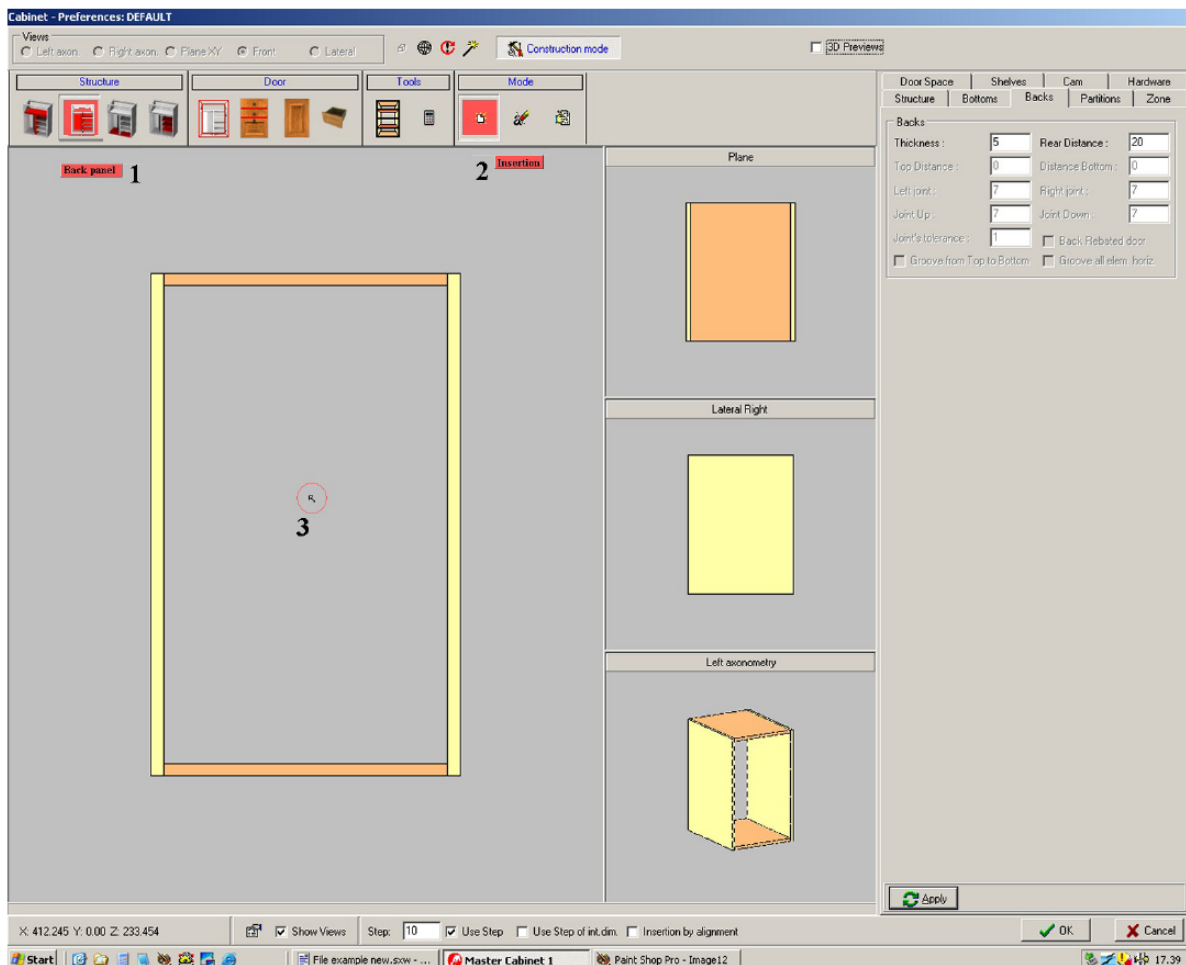 Cabinet - Preferences: DEFAULT
Views
Left axon. Right axon. Plane XY Front Lateral
Construction mode
3D Previews
Structure Door Tools Mode
Door Space Shelves Cam Hardware
Structure Bottoms Backs Partitions Zone
Back panel 1
2 Insertion
3
Plane
Lateral Right
Left axonometry
Backs
Thickness : 5 Rear Distance : 20
Top Distance : 0 Distance Bottom : 0
Left joint : 7 Right joint : 7
Joint Up : 7 Joint Down : 7
Joint's tolerance : 1 Back Rebated door
Groove from Top to Bottom Groove all elem. horiz.
Apply
X: 412.245 Y: 0.00 Z: 233.454 Show Views Step: 10 Use Step Use Step of int.dim. Insertion by alignment OK Cancel
Start File example new.sxw - ... Master Cabinet 1 Paint Shop Pro - Image12 17.39